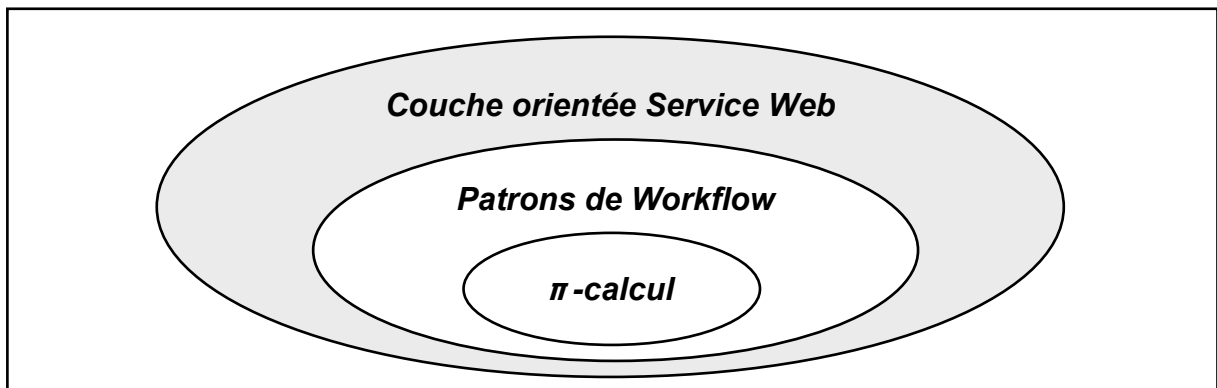 Couche orientée Service Web
Patrons de Workflow
π-calcul